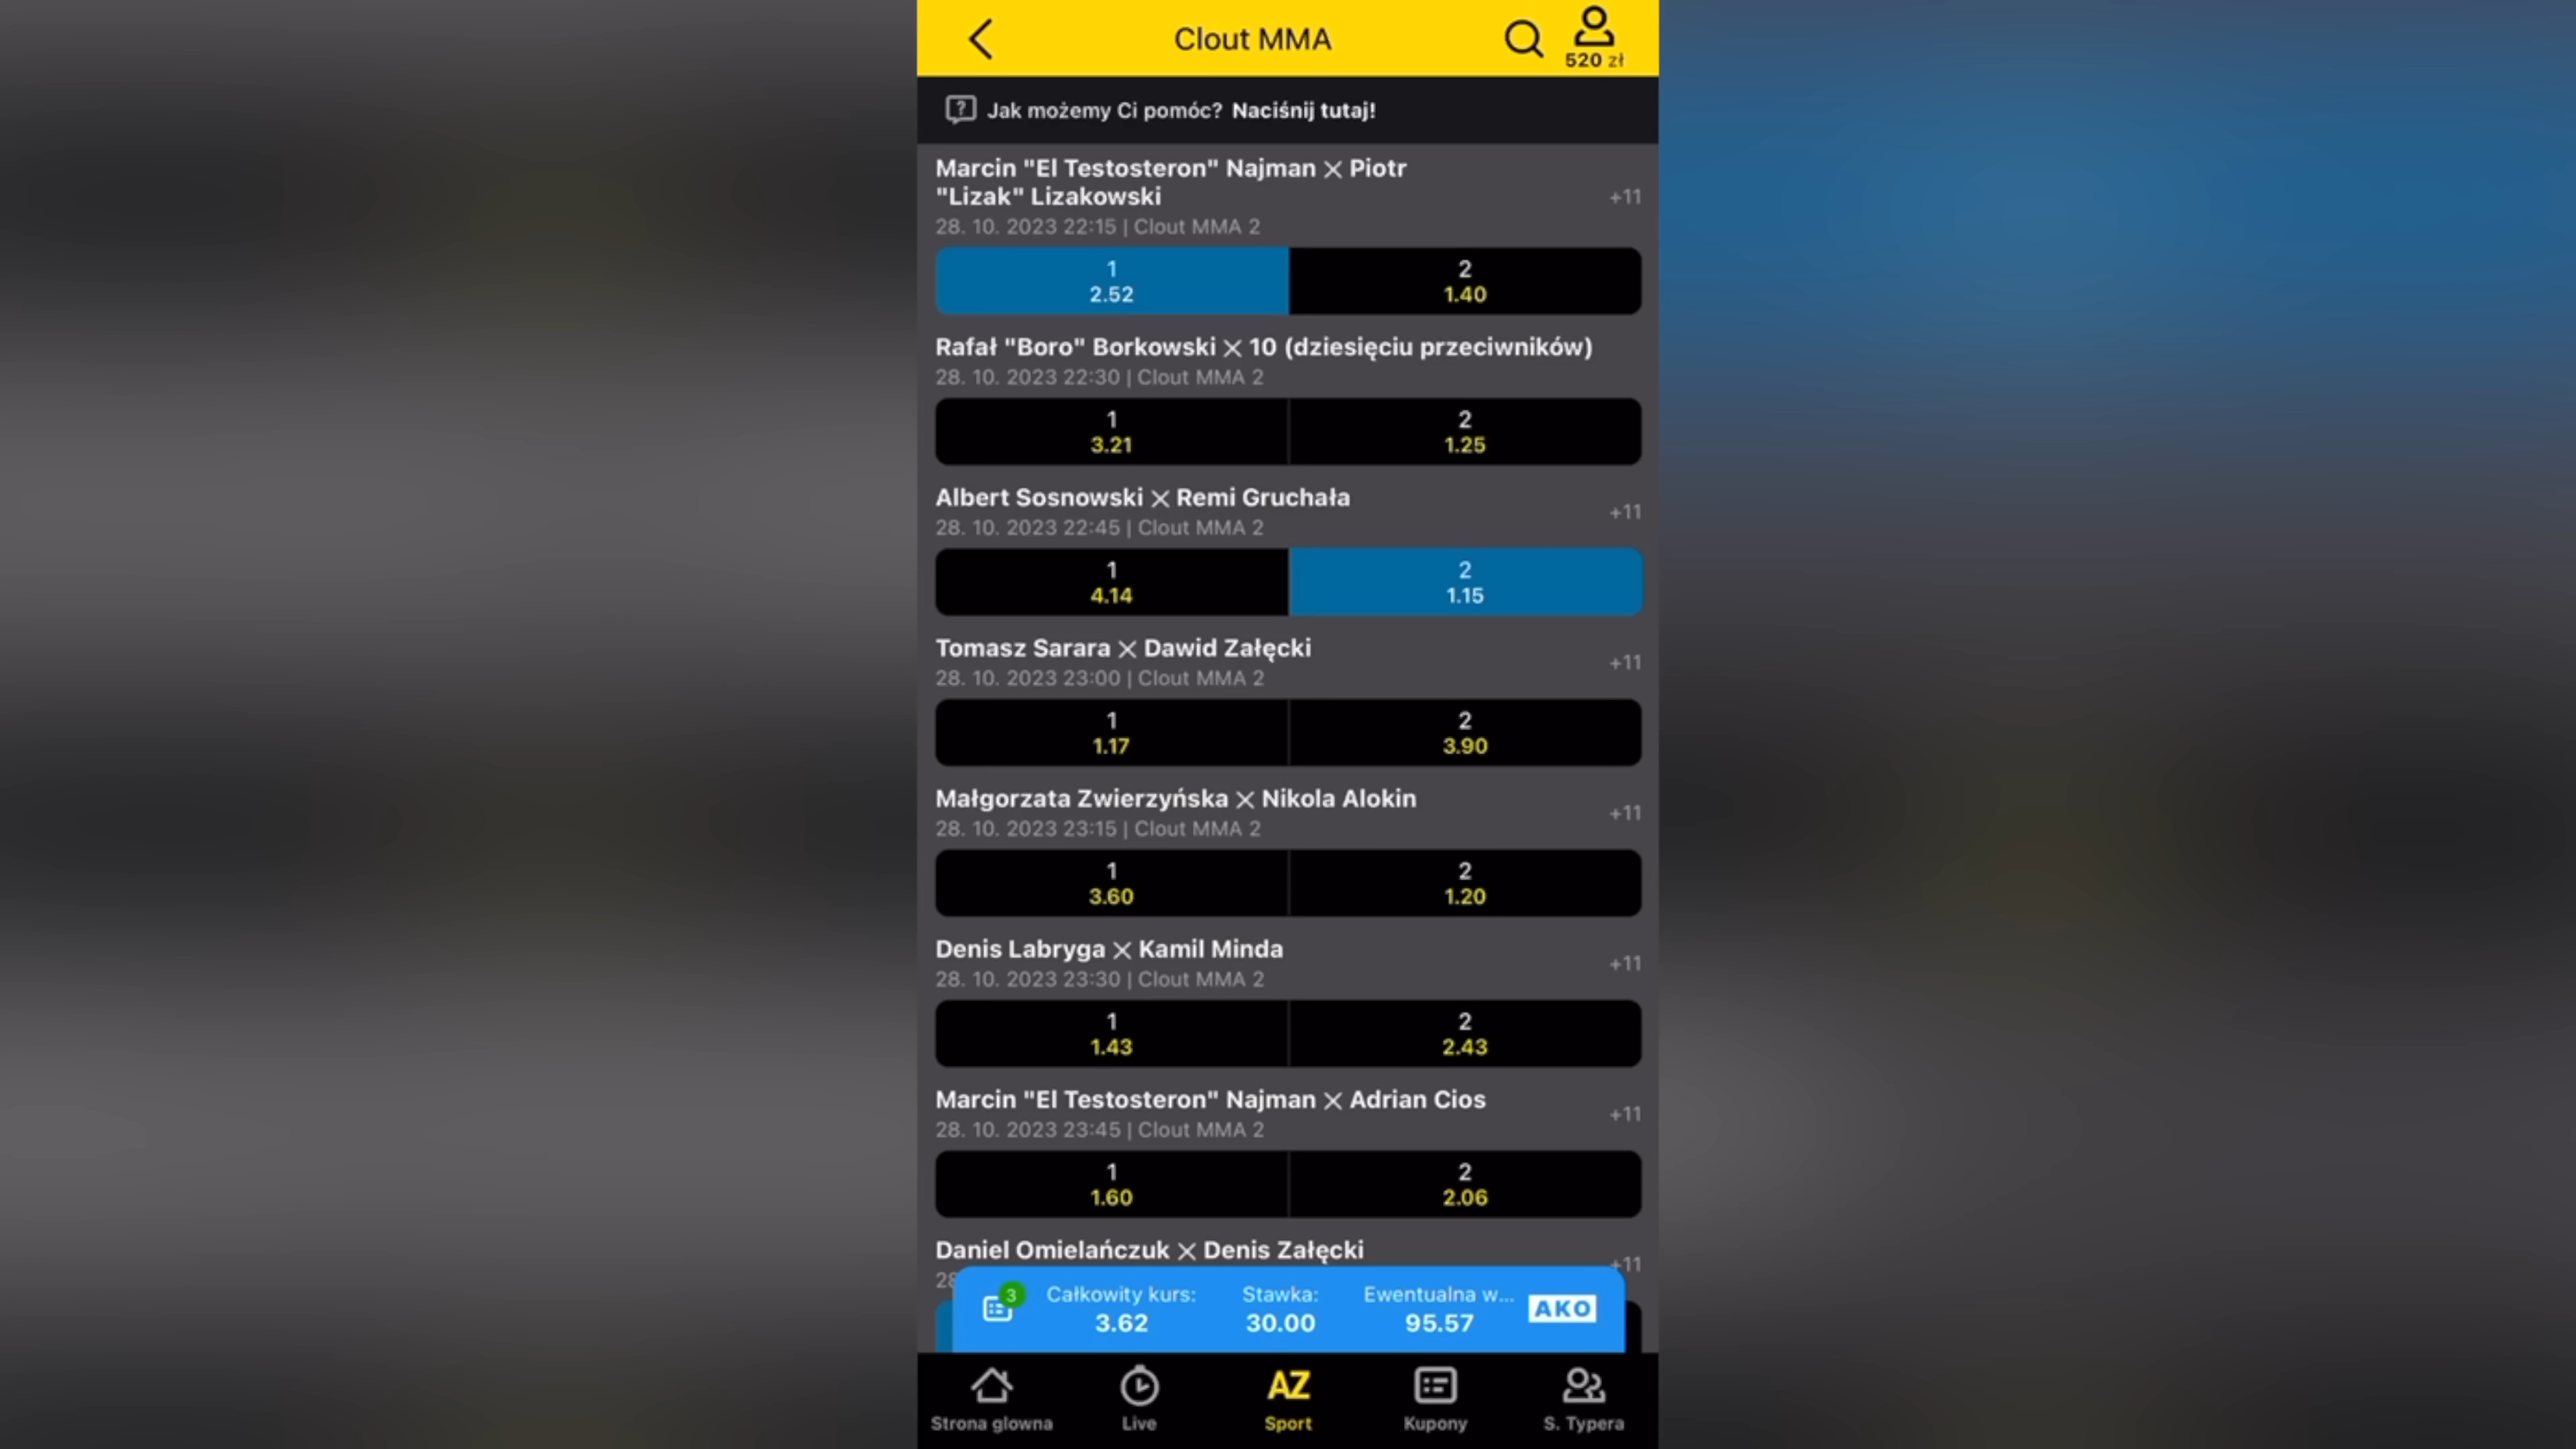 Clout MMA
520 zł
Jak możemy Ci pomóc? Naciśnij tutaj!
Marcin "El Testosteron" Najman × Piotr
"Lizak" Lizakowski
+11
28. 10. 2023 22:15 | Clout MMA 2
1 2
2.52 1.40
Rafał "Boro" Borkowski × 10 (dziesięciu przeciwników)
28. 10. 2023 22:30 | Clout MMA 2
1 2
3.21 1.25
Albert Sosnowski × Remi Gruchała
+11
28. 10. 2023 22:45 | Clout MMA 2
1 2
4.14 1.15
Tomasz Sarara × Dawid Załęcki
+11
28. 10. 2023 23:00 | Clout MMA 2
1 2
1.17 3.90
Małgorzata Zwierzyńska × Nikola Alokin
+11
28. 10. 2023 23:15 | Clout MMA 2
1 2
3.60 1.20
Denis Labryga × Kamil Minda
+11
28. 10. 2023 23:30 | Clout MMA 2
1 2
1.43 2.43
Marcin "El Testosteron" Najman × Adrian Cios
+11
28. 10. 2023 23:45 | Clout MMA 2
1 2
1.60 2.06
Daniel Omielańczuk × Denis Załęcki
+11
28
3 Całkowity kurs: Stawka: Ewentualna w... AKO
3.62 30.00 95.57
AZ
Strona glowna Live Sport Kupony S. Typera